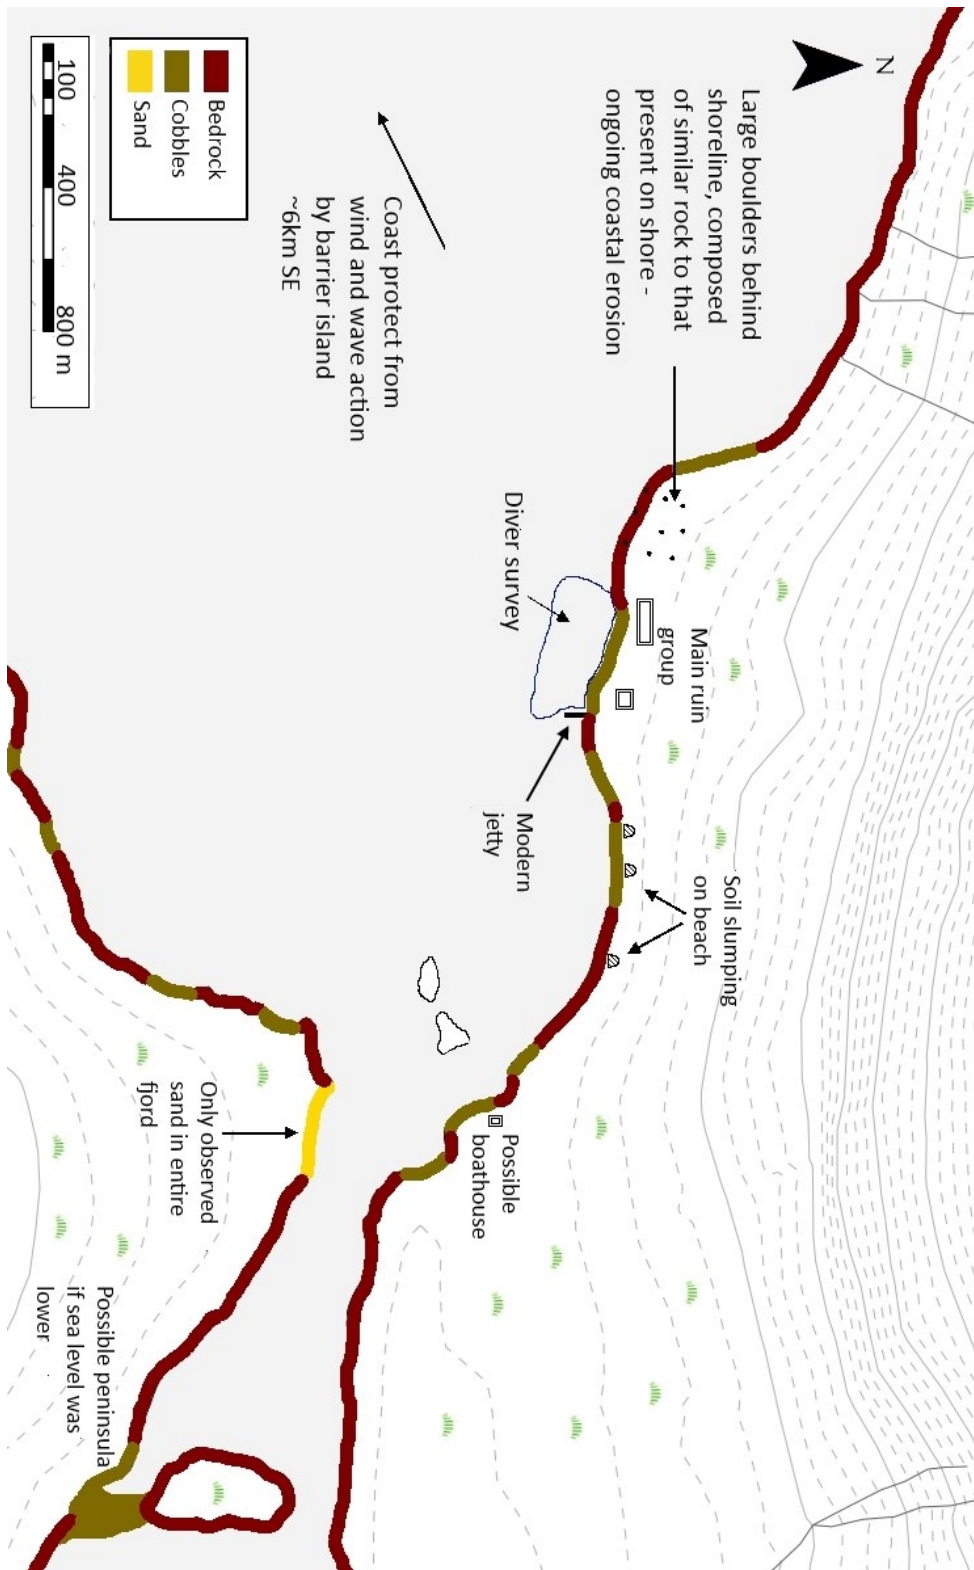 N
Large boulders behind
shoreline, composed
of similar rock to that
present on shore -
ongoing coastal erosion
Bedrock
Cobbles
Sand
100
400
800 m
Coast protect from
wind and wave action
by barrier island
~6km SE
Diver survey
Main ruin
group
Modern
jetty
Soil slumping
on beach
Possible
boathouse
Only observed
sand in entire
fjord
Possible peninsula
if sea level was
lower